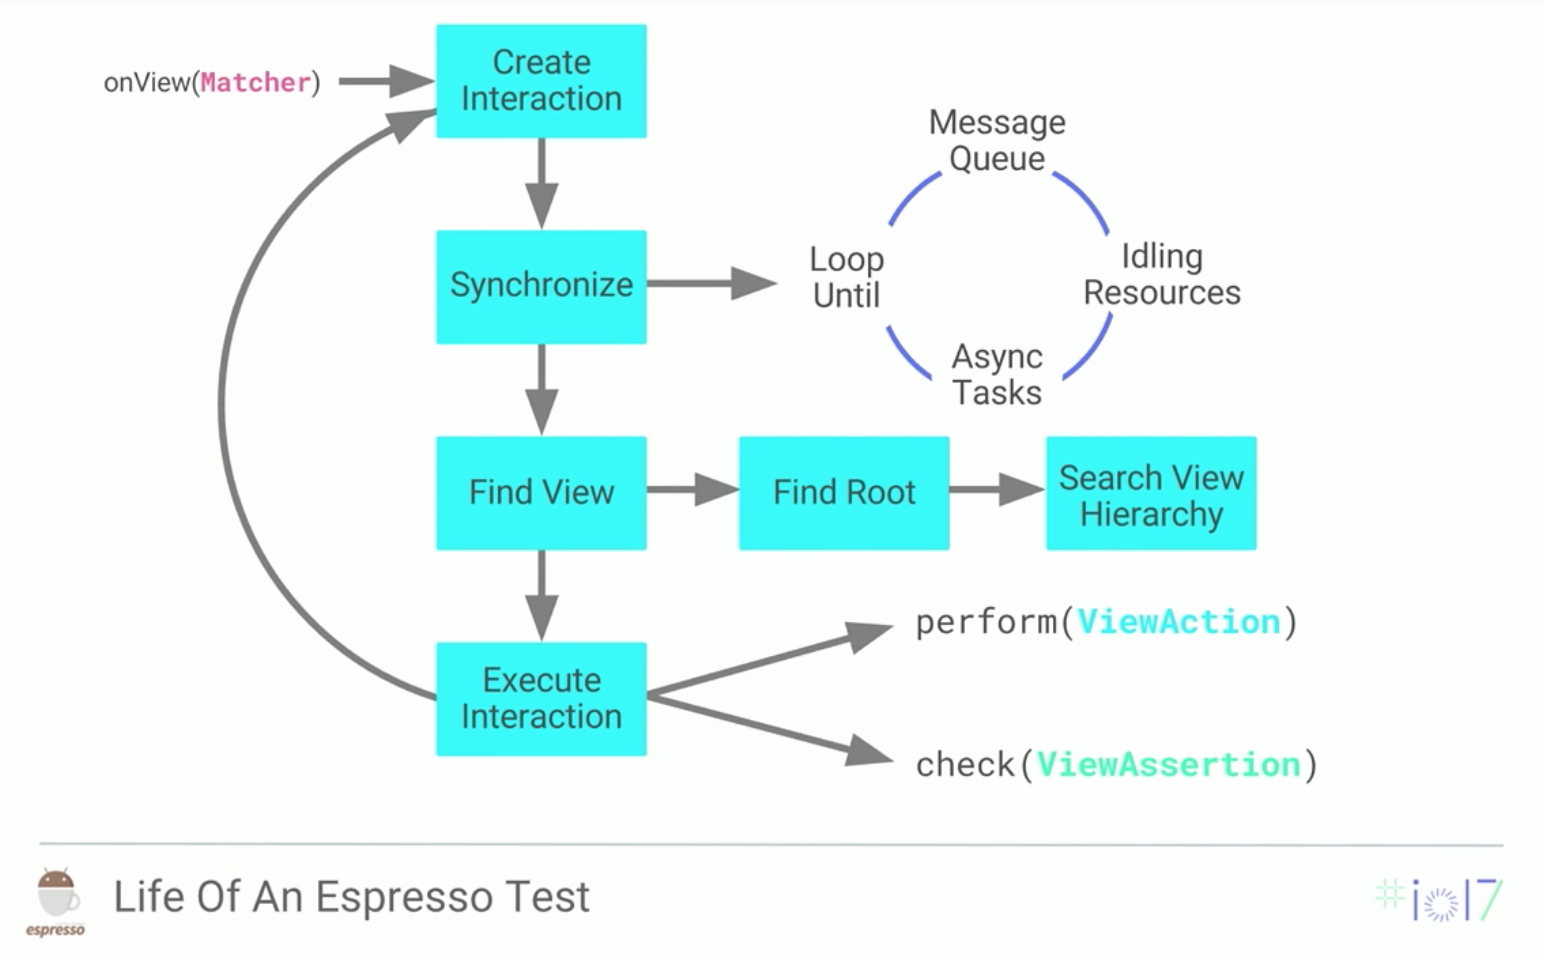 onView(Matcher)
Create
Interaction
Message
Queue
Synchronize
Loop
Until
Idling
Resources
Async
Tasks
Find View
Find Root
Search View
Hierarchy
Execute
Interaction
perform(ViewAction)
check(ViewAssertion)
espresso
Life Of An Espresso Test
#io17